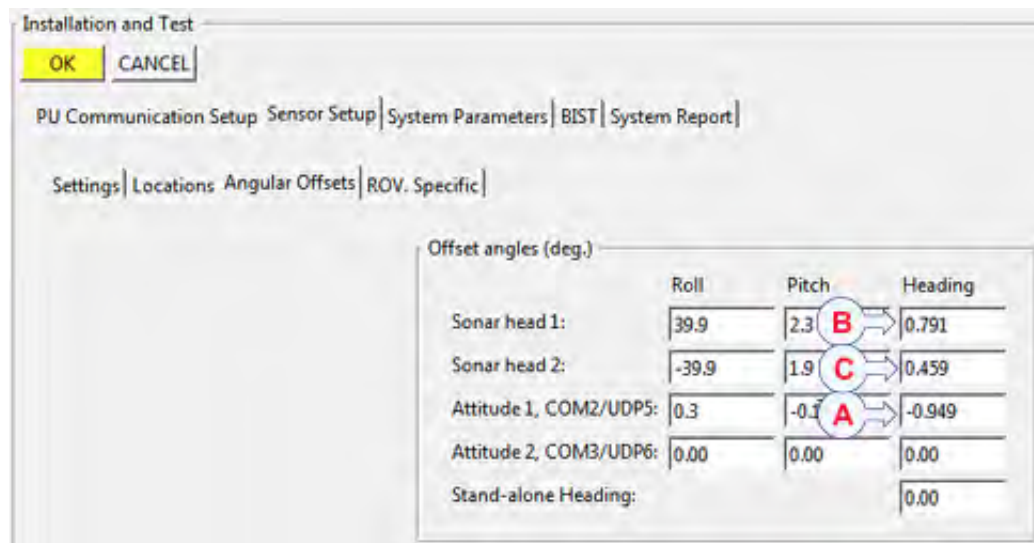 Installation and Test
OK CANCEL
PU Communication Setup Sensor Setup System Parameters BIST System Report
Settings Locations Angular Offsets ROV. Specific
Offset angles (deg.)
Roll Pitch Heading
Sonar head 1: 39.9 2.3 B 0.791
Sonar head 2: -39.9 1.9 C 0.459
Attitude 1, COM2/UDP5: 0.3 A -0.949
Attitude 2, COM3/UDP6: 0.00 0.00 0.00
Stand-alone Heading: 0.00